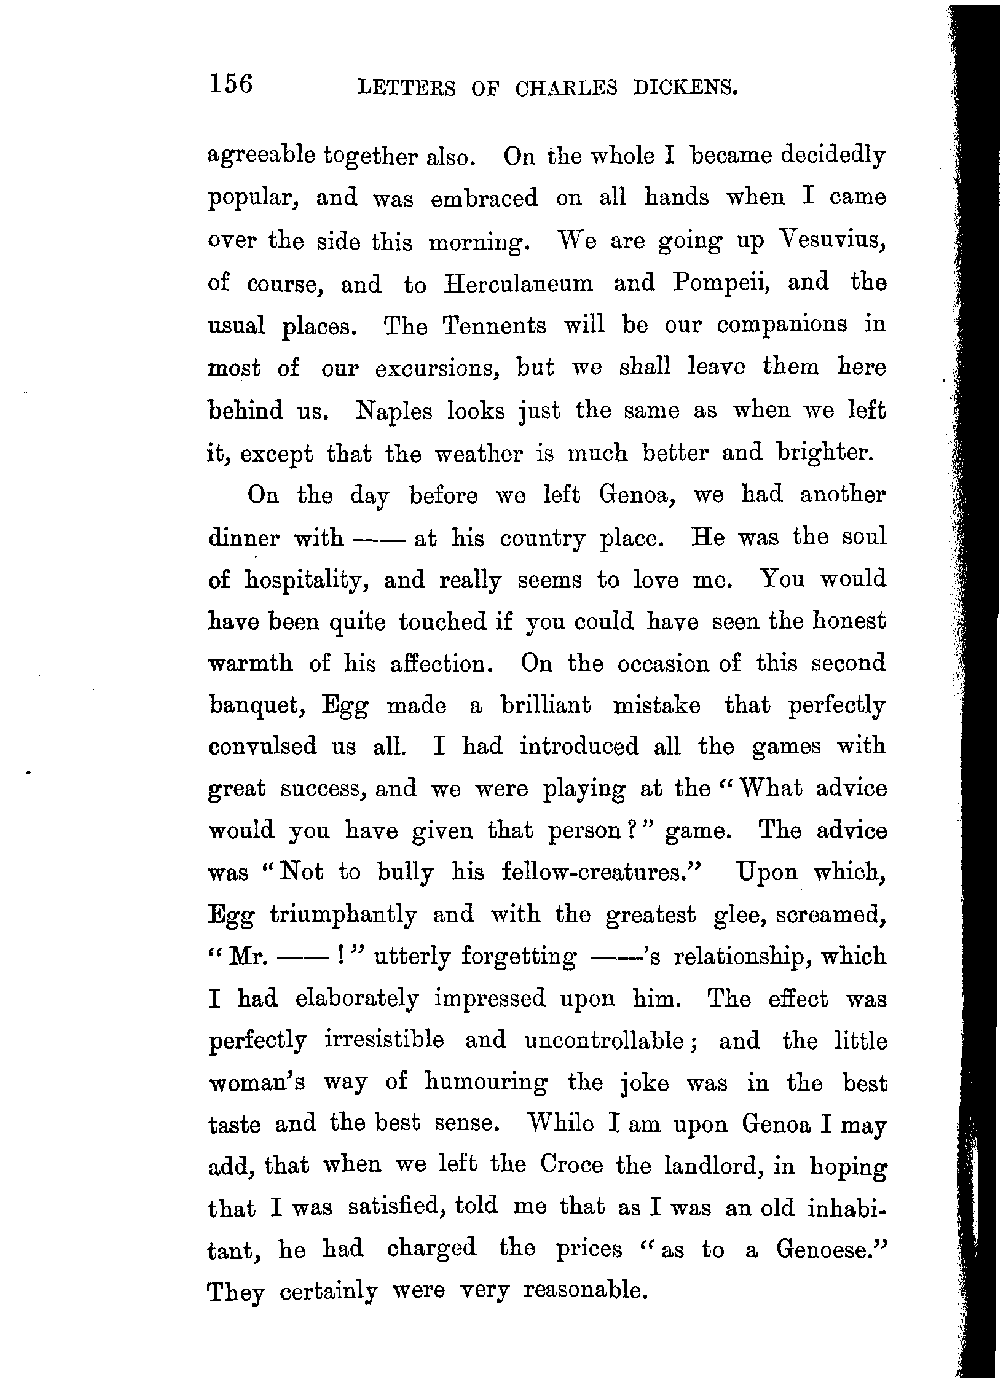 156 LETTERS OF CHARLES DICKENS.
agreeable together also. On the whole I became decidedly
popular, and was embraced on all hands when I came
over the side this morning. We are going up Vesuvius,
of course, and to Herculaneum and Pompeii, and the
usual places. The Tennents will be our companions in
most of our excursions, but we shall leave them here
behind us. Naples looks just the same as when we left
it, except that the weather is much better and brighter.
On the day before we left Genoa, we had another
dinner with —— at his country place. He was the soul
of hospitality, and really seems to love me. You would
have been quite touched if you could have seen the honest
warmth of his affection. On the occasion of this second
banquet, Egg made a brilliant mistake that perfectly
convulsed us all. I had introduced all the games with
great success, and we were playing at the "What advice
would you have given that person?" game. The advice
was "Not to bully his fellow-creatures." Upon which,
Egg triumphantly and with the greatest glee, screamed,
"Mr. ——!" utterly forgetting ——'s relationship, which
I had elaborately impressed upon him. The effect was
perfectly irresistible and uncontrollable; and the little
woman's way of humouring the joke was in the best
taste and the best sense. While I am upon Genoa I may
add, that when we left the Croce the landlord, in hoping
that I was satisfied, told me that as I was an old inhabi-
tant, he had charged the prices "as to a Genoese."
They certainly were very reasonable.